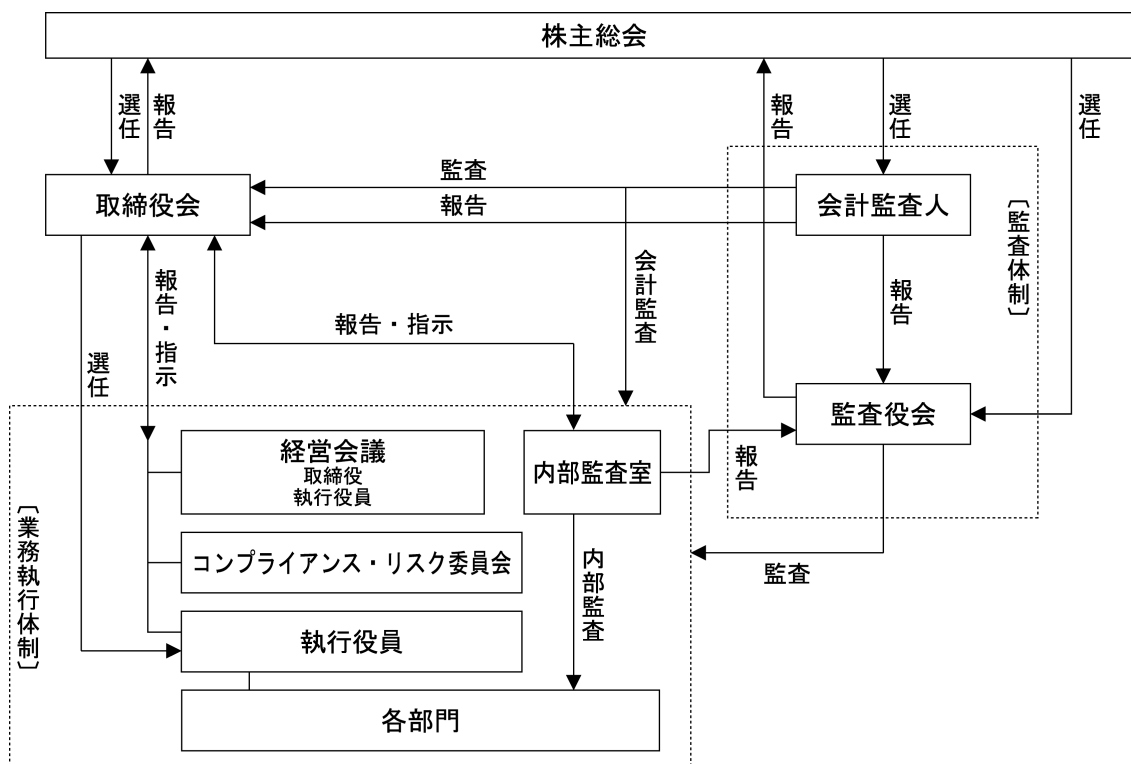 株主総会
選任
報告
報告
選任
選任
監査
報告
取締役会
会計監査人
〔監査体制〕
報告・指示
報告・指示
会計監査
報告
選任
監査役会
経営会議
取締役
執行役員
内部監査室
報告
〔業務執行体制〕
コンプライアンス・リスク委員会
内部監査
監査
執行役員
各部門